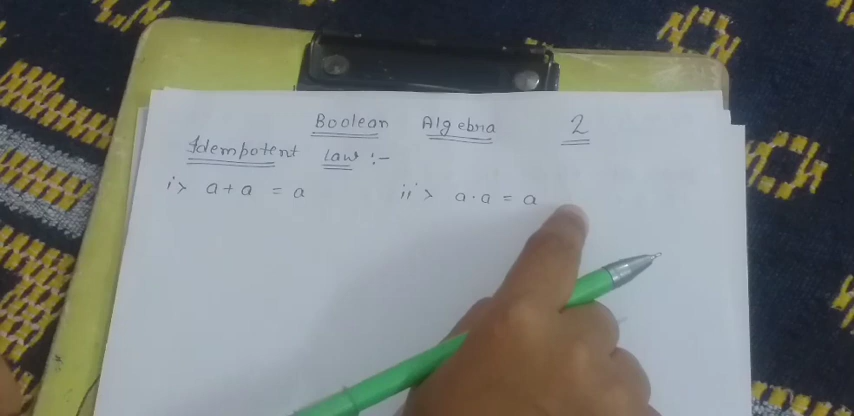 Boolean Algebra 2
Idempotent law :-
i> a + a = a ii> a · a = a